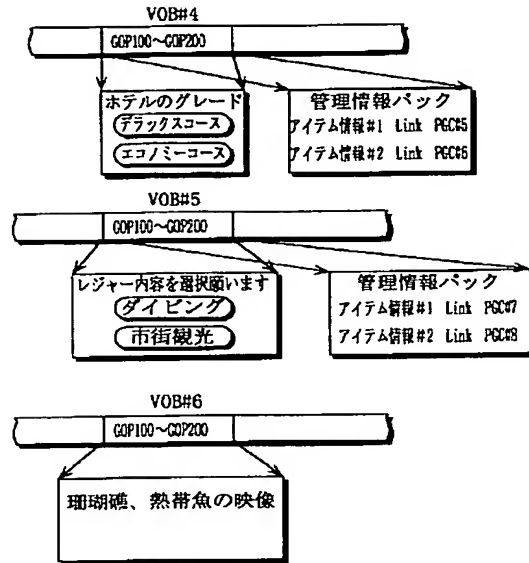 VOB#4
GOP100～GOP200
ホテルのグレード
デラックスコース
エコノミーコース
管理情報パック
アイテム情報#1 Link PGC#5
アイテム情報#2 Link PGC#6
VOB#5
GOP100～GOP200
レジャー内容を選択願います
ダイビング
市街観光
管理情報パック
アイテム情報#1 Link PGC#7
アイテム情報#2 Link PGC#8
VOB#6
GOP100～GOP200
珊瑚礁、熱帯魚の映像